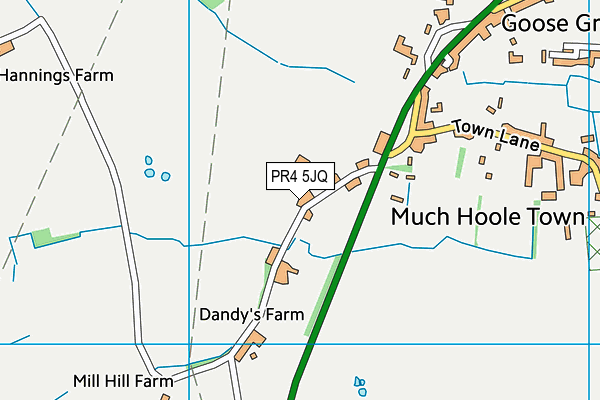 Goose Gr
Hannings Farm
Town Lane
PR4 5JQ
Much Hoole Town
Dandy's Farm
Mill Hill Farm